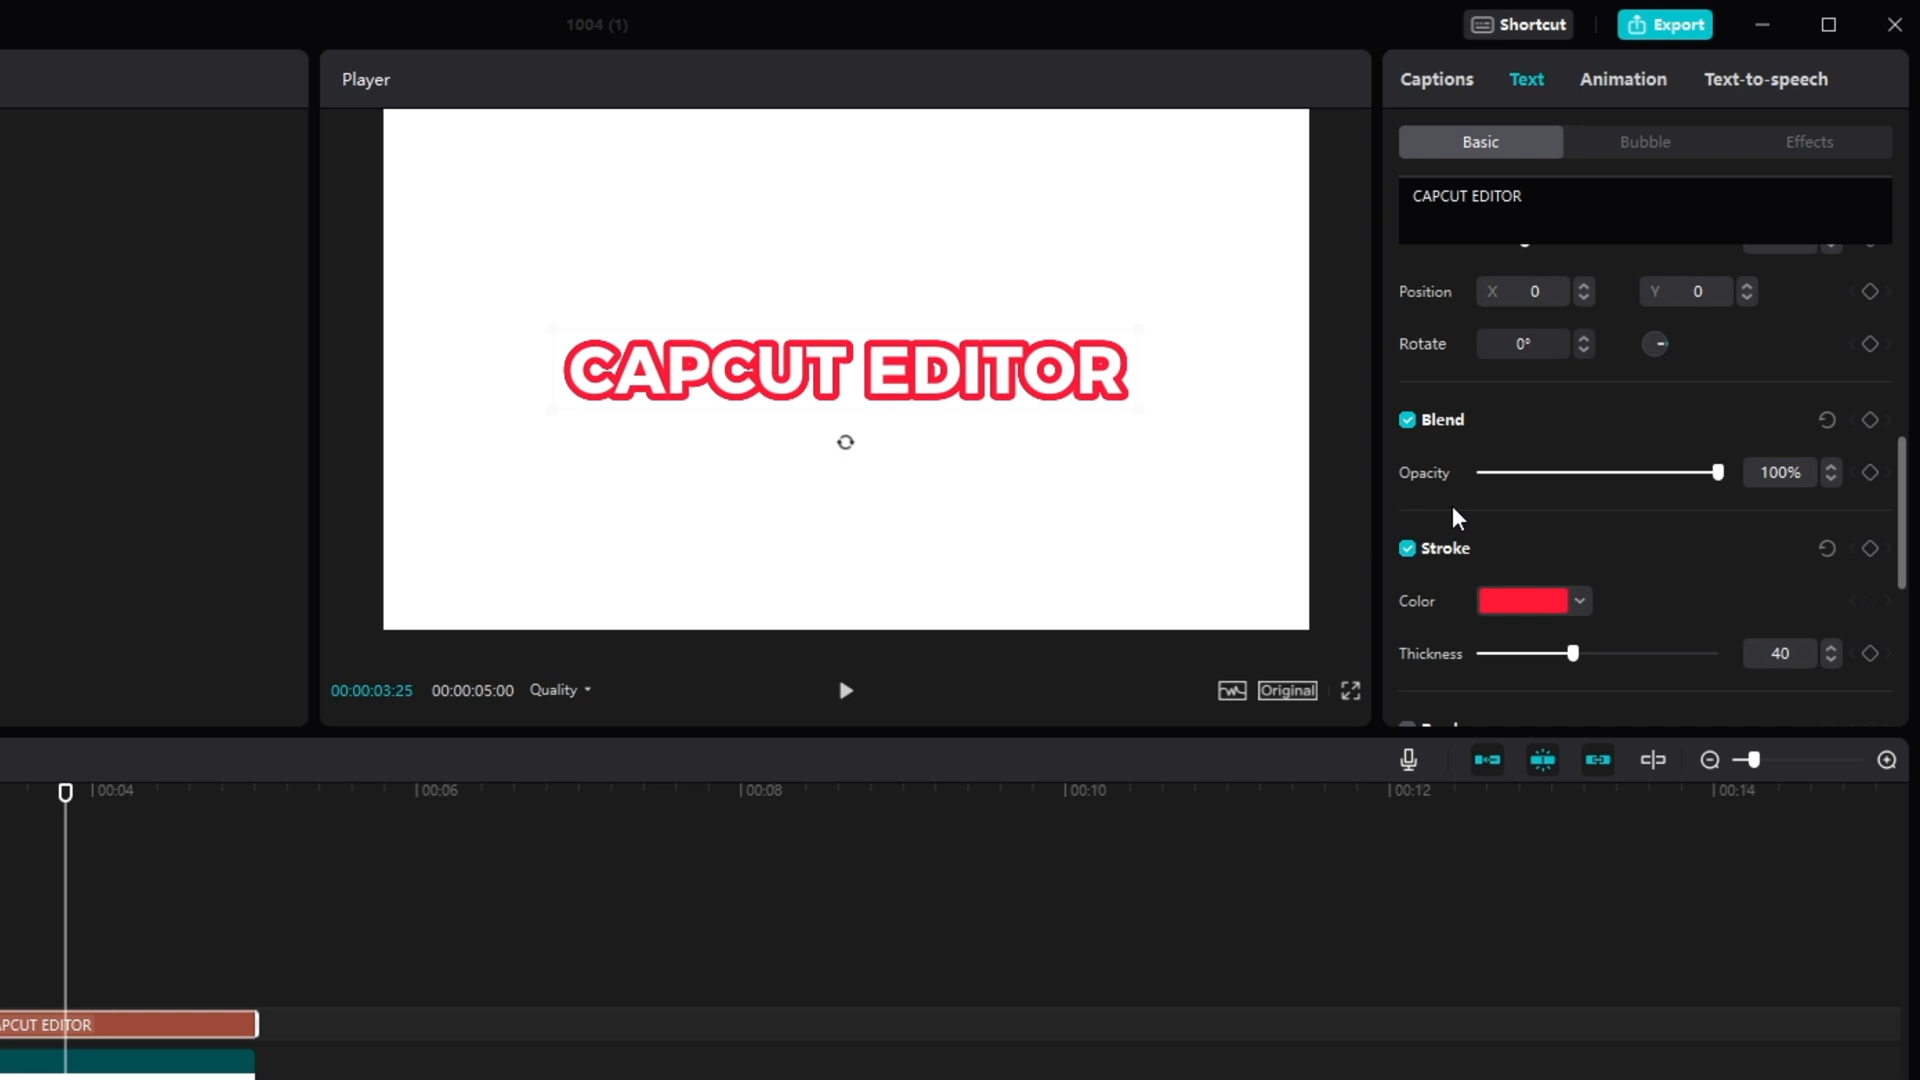 1004 (1)
Shortcut
Export
Player
Captions
Text
Animation
Text-to-speech
Basic
Bubble
Effects
CAPCUT EDITOR
Position
X 0
Y 0
Rotate
0°
CAPCUT EDITOR
Blend
Opacity
100%
Stroke
Color
Thickness
40
00:00:03:25
00:00:05:00
Quality
Original
00:04
00:06
00:08
00:10
00:12
00:14
APCUT EDITOR